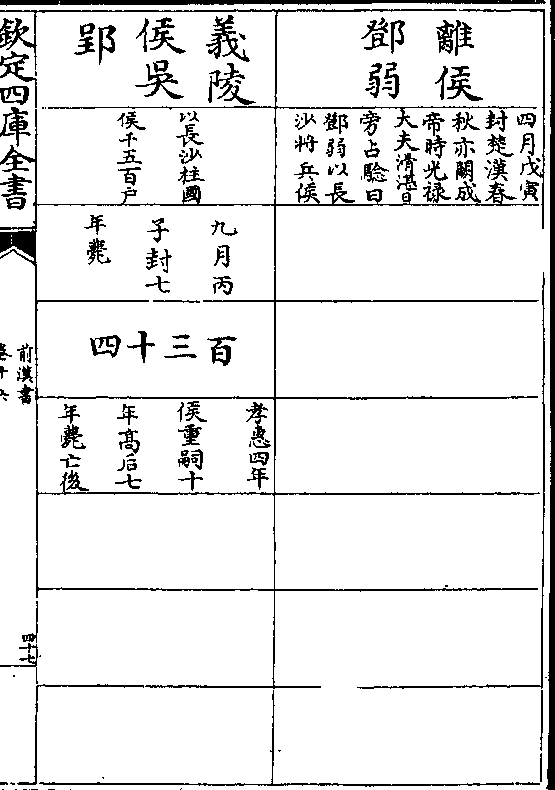 離侯
鄧弱
四月戊寅
封楚漢春
秋亦闕成
帝時光禄
大夫滑湛日
旁占驗曰
鄧弱以長
沙將兵侯
義陵
侯吳
郢
以長沙柱國
侯千五百户
九月丙
子封七
年薨
百三十四
孝惠四年
侯重嗣十
年髙后七
年薨亡後
欽定四庫全書
前漢書
卷十六
四十七